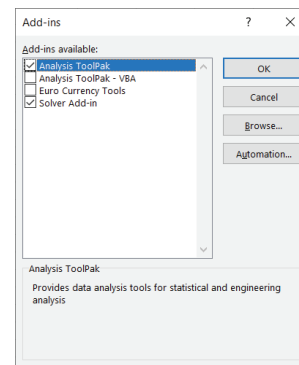 Add-ins
?
Add-ins available:
Analysis ToolPak
Analysis ToolPak - VBA
Euro Currency Tools
Solver Add-in
OK
Cancel
Browse...
Automation...
Analysis ToolPak
Provides data analysis tools for statistical and engineering
analysis